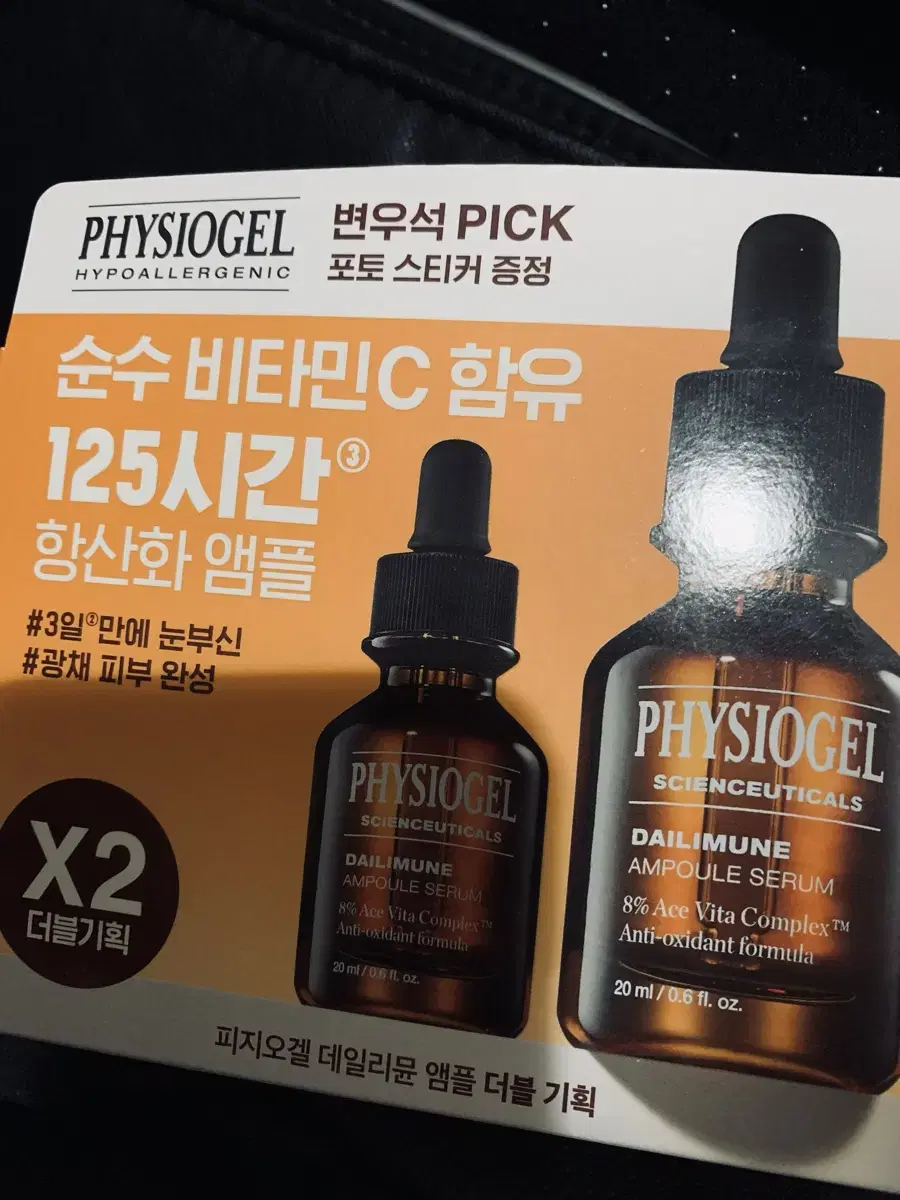 PHYSIOGEL
HYPOALLERGENIC
변우석 PICK
포토 스티커 증정
순수 비타민C 함유
125시간③
항산화 앰플
#3일②만에 눈부신
#광채 피부 완성
X2
더블기획
PHYSIOGEL
SCIENCEUTICALS
DAILIMUNE
AMPOULE SERUM
8% Ace Vita Complex™
Anti-oxidant formula
20 ml / 0.6 fl. oz.
PHYSIOGEL
SCIENCEUTICALS
DAILIMUNE
AMPOULE SERUM
8% Ace Vita Complex™
Anti-oxidant formula
20 ml / 0.6 fl. oz.
피지오겔 데일리뮨 앰플 더블 기획